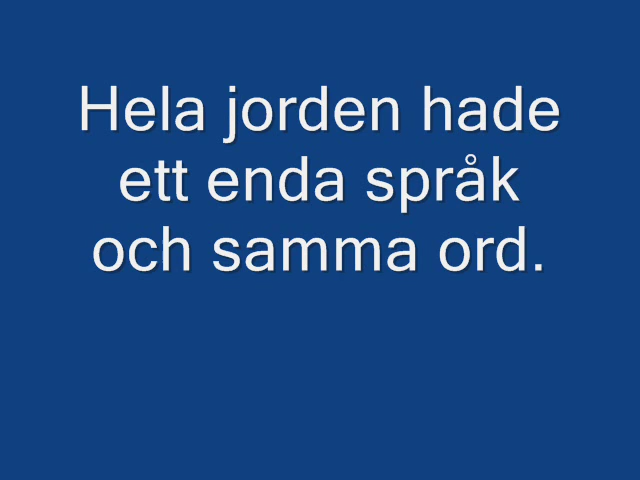 Hela jorden hade
ett enda språk
och samma ord.